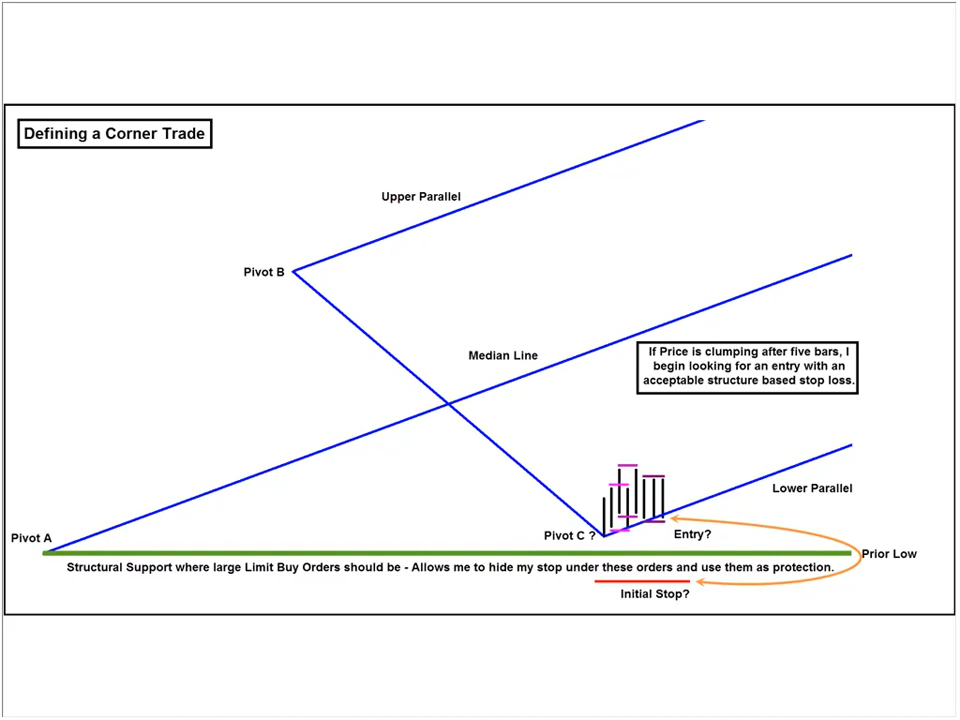 Defining a Corner Trade
Upper Parallel
Pivot B
Median Line
If Price is clumping after five bars, I
begin looking for an entry with an
acceptable structure based stop loss.
Lower Parallel
Pivot A
Pivot C ?
Entry?
Prior Low
Structural Support where large Limit Buy Orders should be - Allows me to hide my stop under these orders and use them as protection.
Initial Stop?